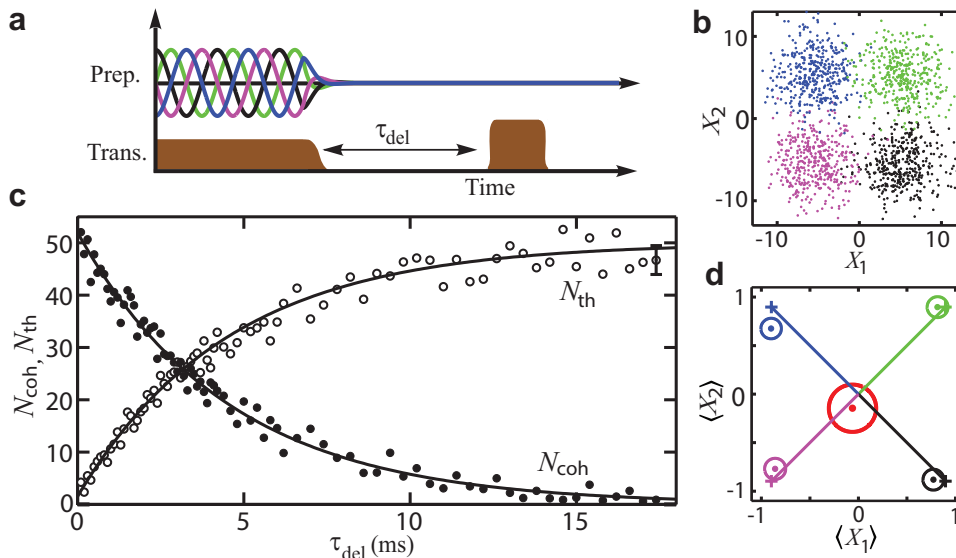 a
Prep.
Trans.
τdel
Time
b
X2
10
0
-10
-10
0
10
X1
c
Ncoh, Nth
50
40
30
20
10
0
0
5
10
15
τdel (ms)
Nth
Ncoh
d
⟨X2⟩
1
0
-1
-1
0
1
⟨X1⟩